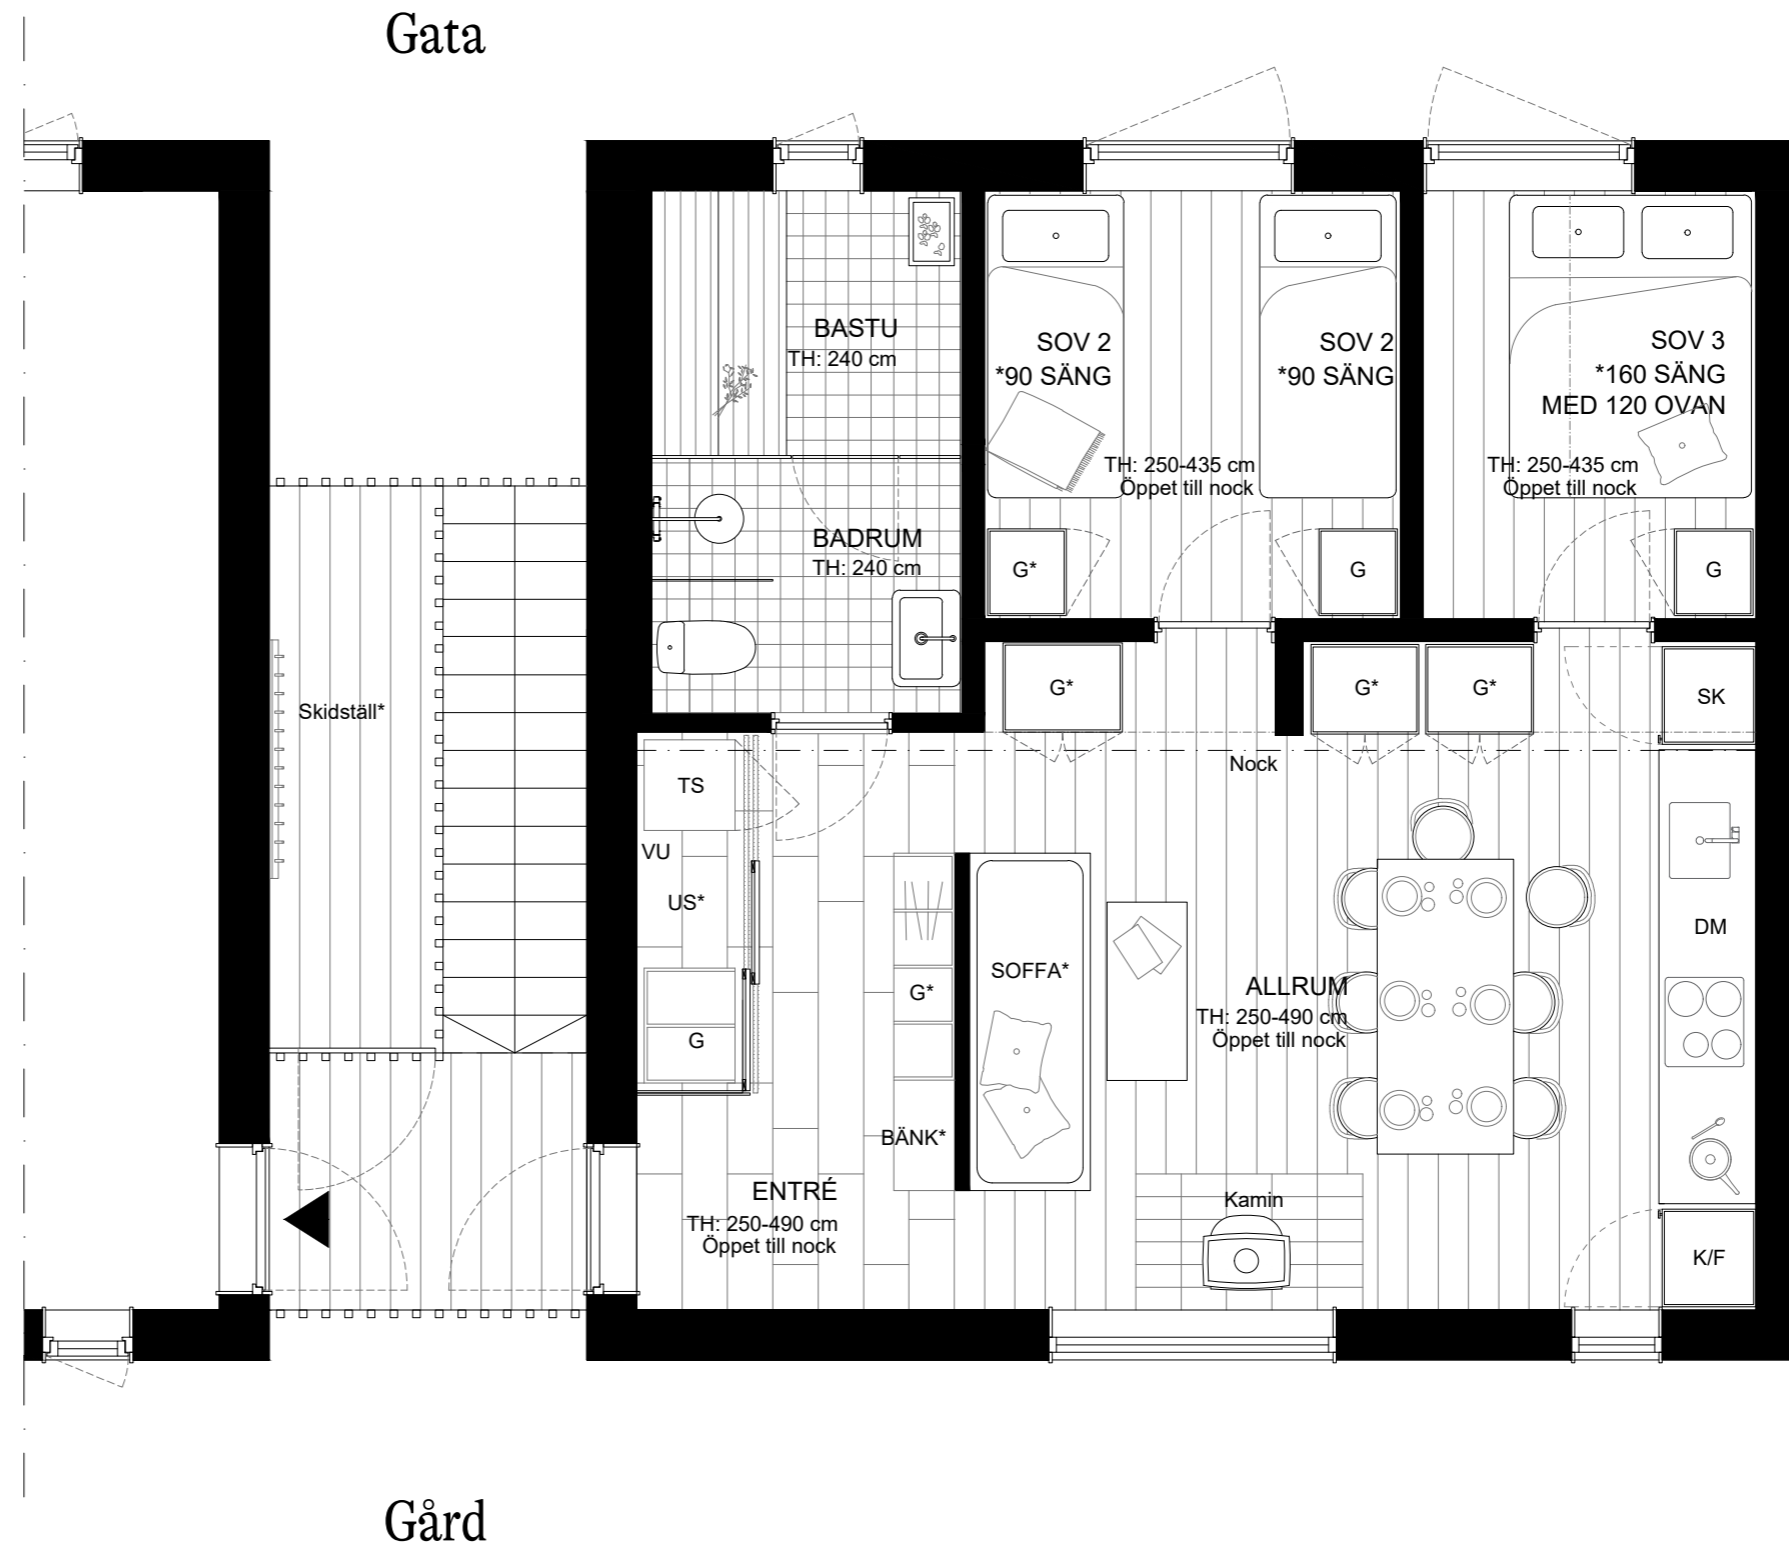 Gata
BASTU
TH: 240 cm
SOV 2
*90 SÄNG
SOV 2
*90 SÄNG
TH: 250-435 cm
Öppet till nock
SOV 3
*160 SÄNG
MED 120 OVAN
TH: 250-435 cm
Öppet till nock
BADRUM
TH: 240 cm
G*
G
G
G*
G*
G*
SK
Skidställ*
Nock
TS
VU
US*
G
G*
BÄNK*
SOFFA*
ALLRUM
TH: 250-490 cm
Öppet till nock
DM
ENTRÉ
TH: 250-490 cm
Öppet till nock
Kamin
K/F
Gård